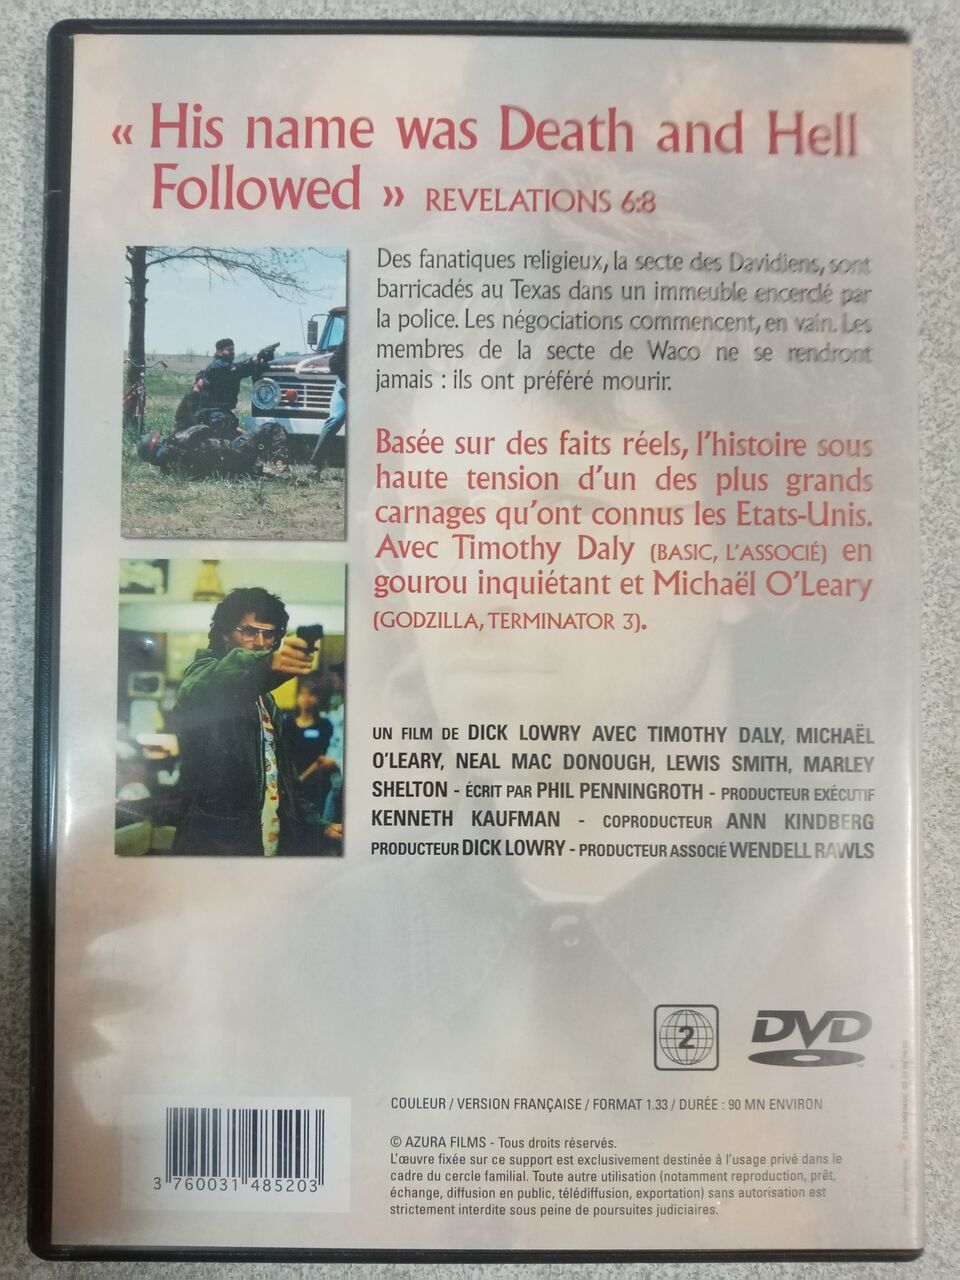 « His name was Death and Hell
Followed » REVELATIONS 6:8
Des fanatiques religieux, la secte des Davidiens, sont
barricadés au Texas dans un immeuble encerclé par
la police. Les négociations commencent, en vain. Les
membres de la secte de Waco ne se rendront
jamais : ils ont préféré mourir.
Basée sur des faits réels, l'histoire sous
haute tension d'un des plus grands
carnages qu'ont connus les Etats-Unis.
Avec Timothy Daly (BASIC, L'ASSOCIÉ) en
gourou inquiétant et Michaël O'Leary
(GODZILLA, TERMINATOR 3).
UN FILM DE DICK LOWRY AVEC TIMOTHY DALY, MICHAËL
O'LEARY, NEAL MAC DONOUGH, LEWIS SMITH, MARLEY
SHELTON - ÉCRIT PAR PHIL PENNINGROTH - PRODUCTEUR EXÉCUTIF
KENNETH KAUFMAN - COPRODUCTEUR ANN KINDBERG
PRODUCTEUR DICK LOWRY - PRODUCTEUR ASSOCIÉ WENDELL RAWLS
2
DVD
COULEUR / VERSION FRANÇAISE / FORMAT 1.33 / DURÉE : 90 MN ENVIRON
© AZURA FILMS - Tous droits réservés.
L'œuvre fixée sur ce support est exclusivement destinée à l'usage privé dans le
cadre du cercle familial. Toute autre utilisation (notamment reproduction, prêt,
échange, diffusion en public, télédiffusion, exportation) sans autorisation est
strictement interdite sous peine de poursuites judiciaires.
3 760031 485203